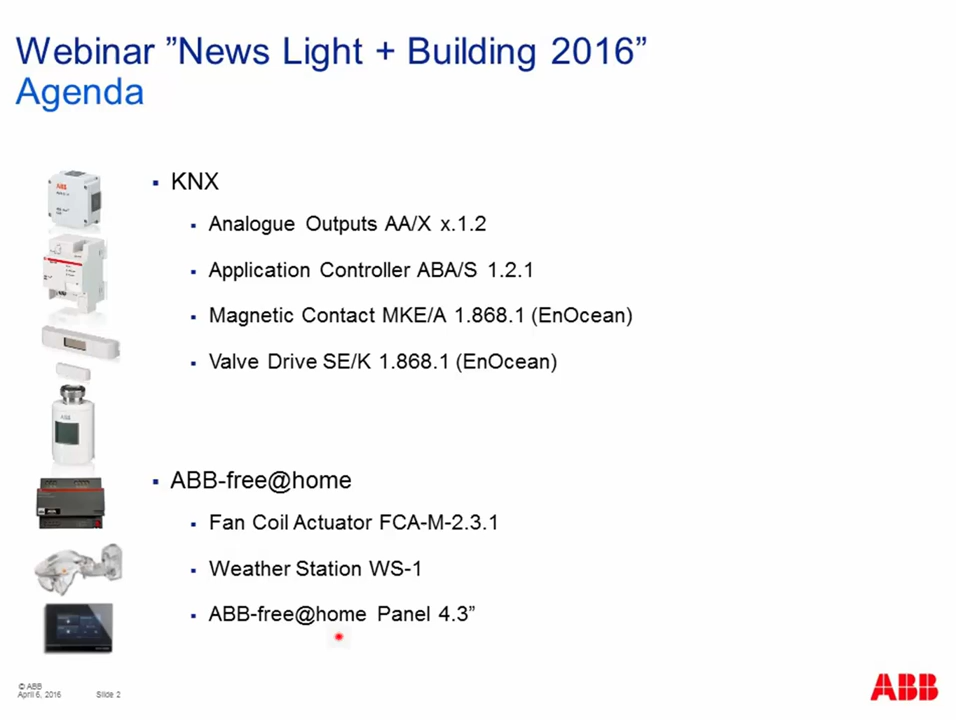 Webinar ”News Light + Building 2016”
Agenda
▪ KNX
▪ Analogue Outputs AA/X x.1.2
▪ Application Controller ABA/S 1.2.1
▪ Magnetic Contact MKE/A 1.868.1 (EnOcean)
▪ Valve Drive SE/K 1.868.1 (EnOcean)
▪ ABB-free@home
▪ Fan Coil Actuator FCA-M-2.3.1
▪ Weather Station WS-1
▪ ABB-free@home Panel 4.3”
© ABB
April 6, 2016 Slide 2
ABB